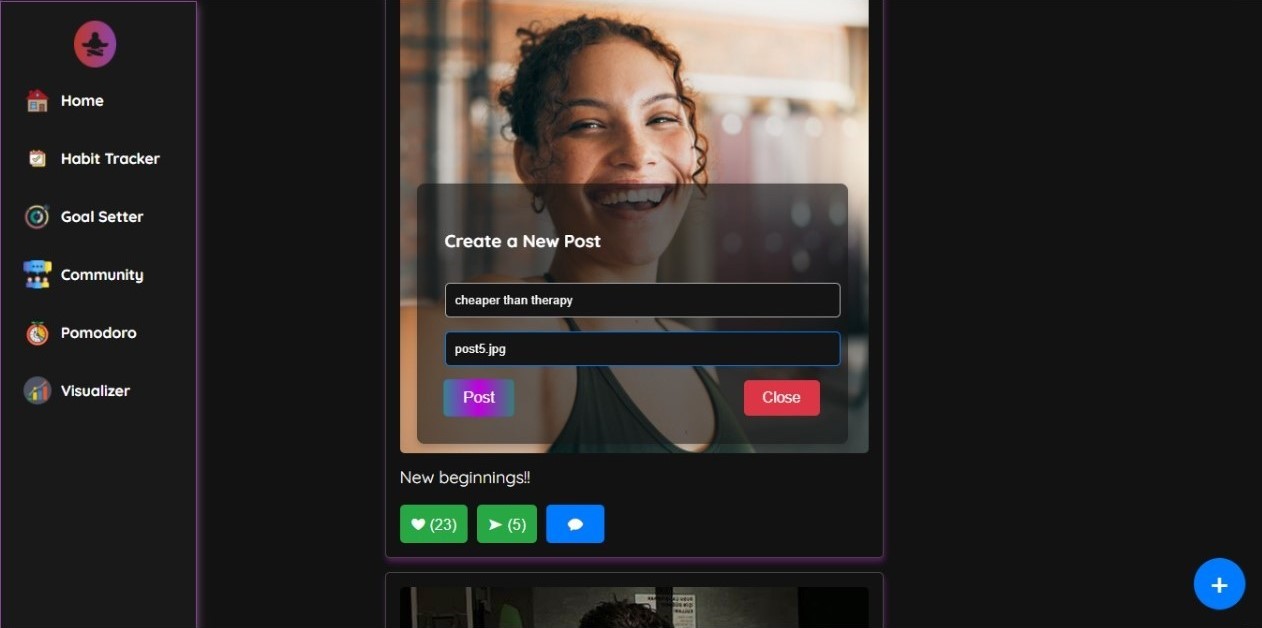 Home
Habit Tracker
Goal Setter
Community
Pomodoro
Visualizer
Create a New Post
cheaper than therapy
post5.jpg
Post
Close
New beginnings!!
(23)
(5)
+